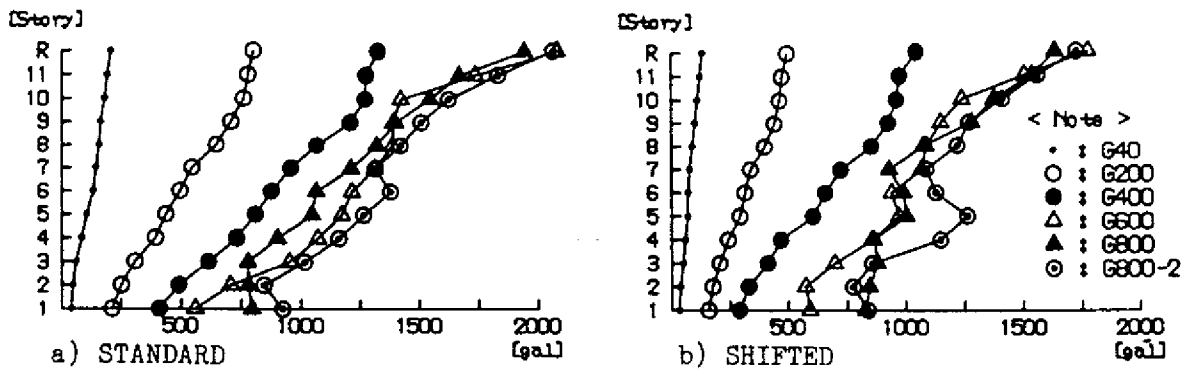 [Story]
R
11
10
9
8
7
6
5
4
3
2
1
500
1000
1500
2000
[gal]
a) STANDARD
[Story]
R
11
10
9
8
7
6
5
4
3
2
1
500
1000
1500
2000
[gal]
b) SHIFTED
< Note >
: G40
: G200
: G400
: G600
: G800
: G800-2